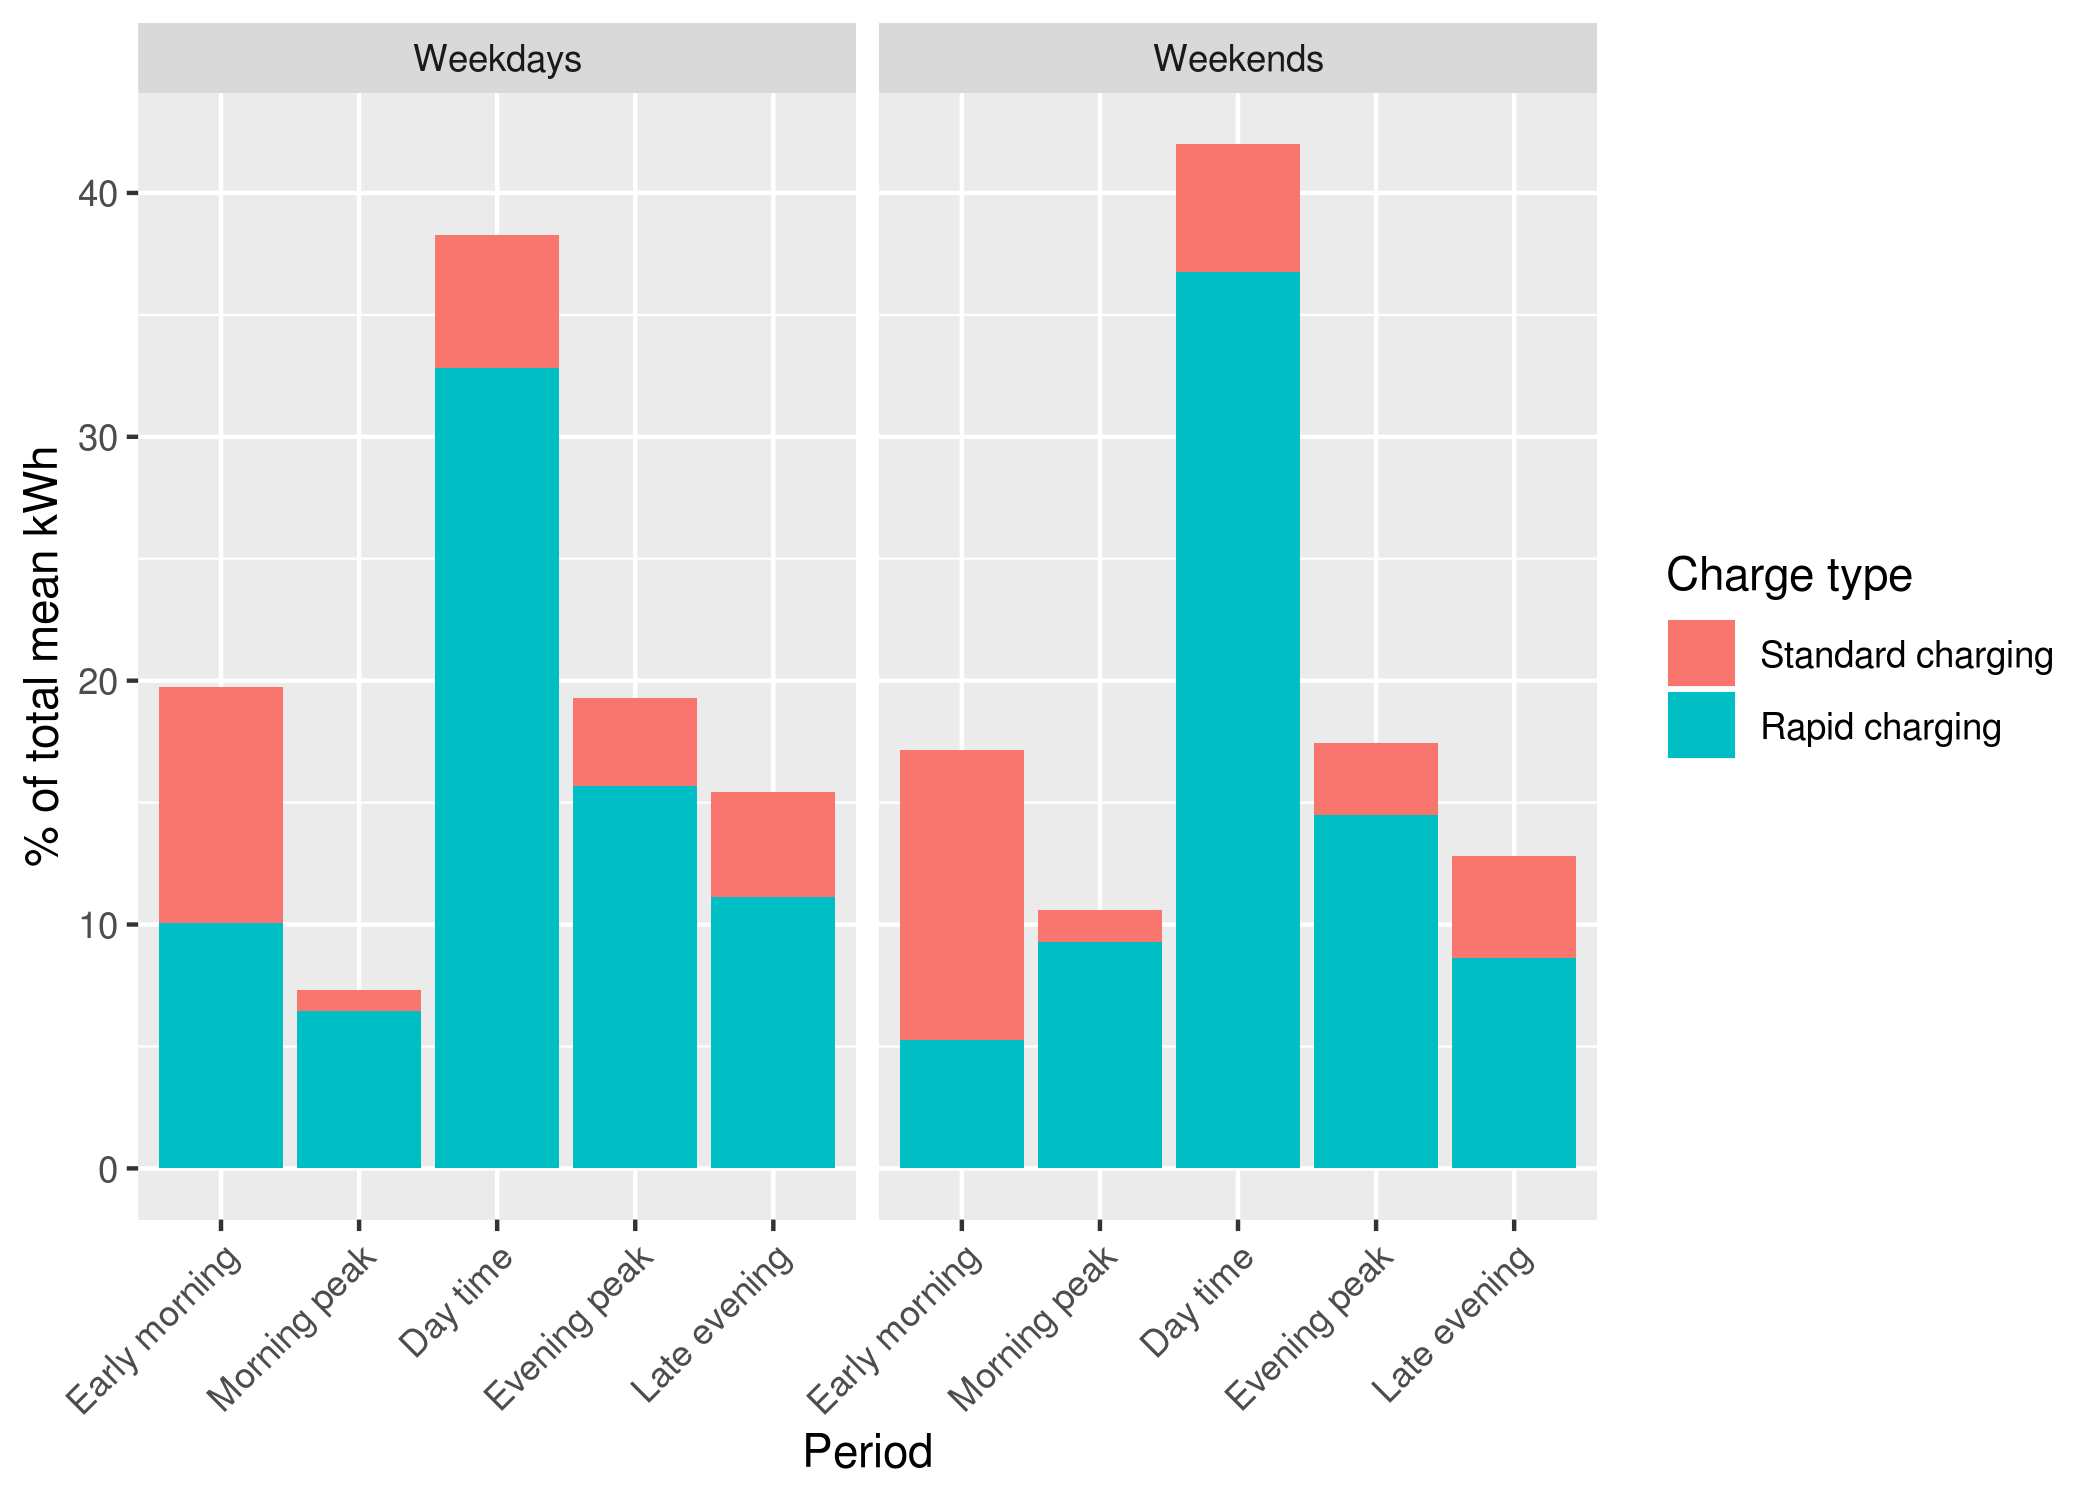 Weekdays
Weekends
% of total mean kWh
40
30
20
10
0
Early morning
Morning peak
Day time
Evening peak
Late evening
Early morning
Morning peak
Day time
Evening peak
Late evening
Period
Charge type
Standard charging
Rapid charging